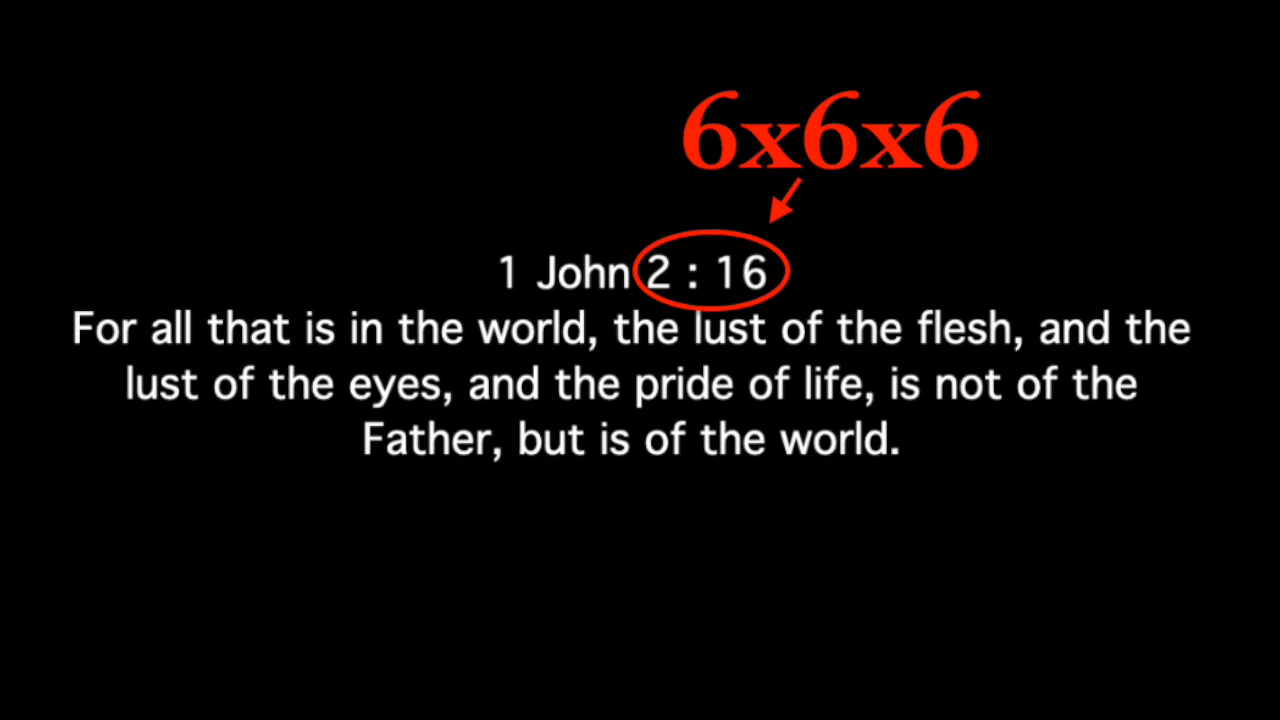 6x6x6
1 John 2 : 16
For all that is in the world, the lust of the flesh, and the
lust of the eyes, and the pride of life, is not of the
Father, but is of the world.